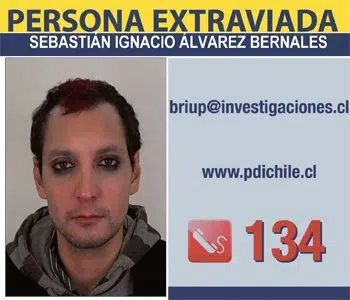 PERSONA EXTRAVIADA
SEBASTIÁN IGNACIO ÁLVAREZ BERNALES
briup@investigaciones.cl
www.pdichile.cl
134